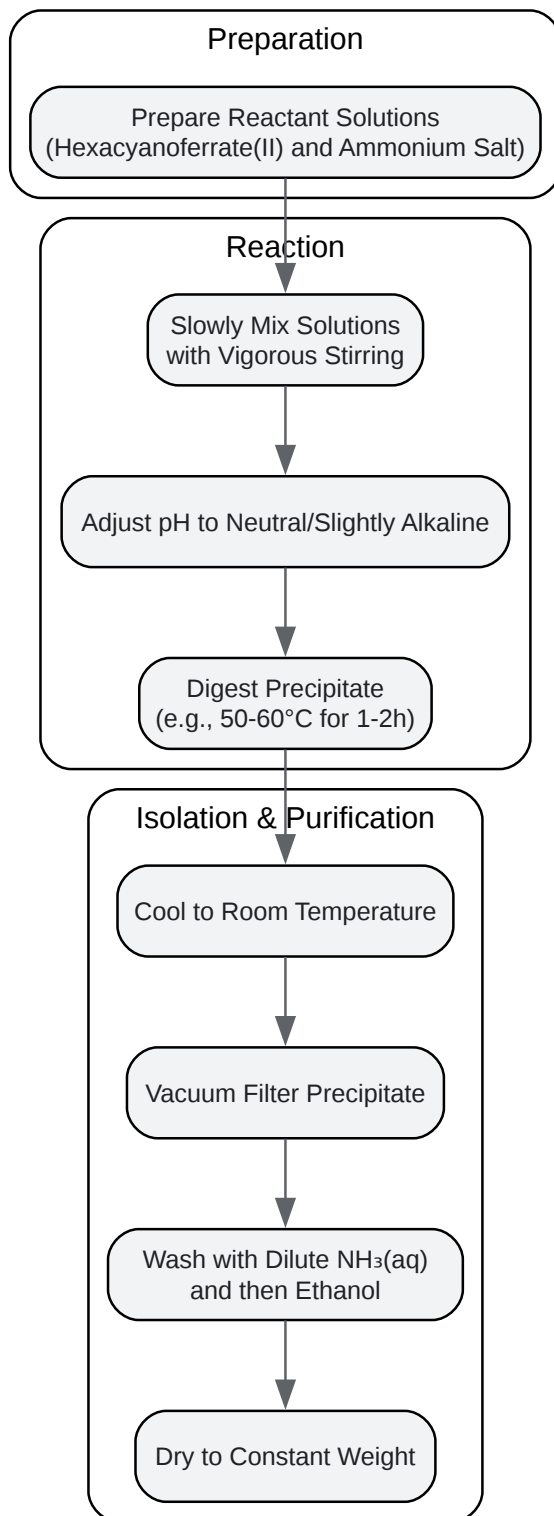 Preparation
Prepare Reactant Solutions
(Hexacyanoferrate(II) and Ammonium Salt)
Reaction
Slowly Mix Solutions
with Vigorous Stirring
Adjust pH to Neutral/Slightly Alkaline
Digest Precipitate
(e.g., 50-60°C for 1-2h)
Isolation & Purification
Cool to Room Temperature
Vacuum Filter Precipitate
Wash with Dilute NH₃(aq)
and then Ethanol
Dry to Constant Weight